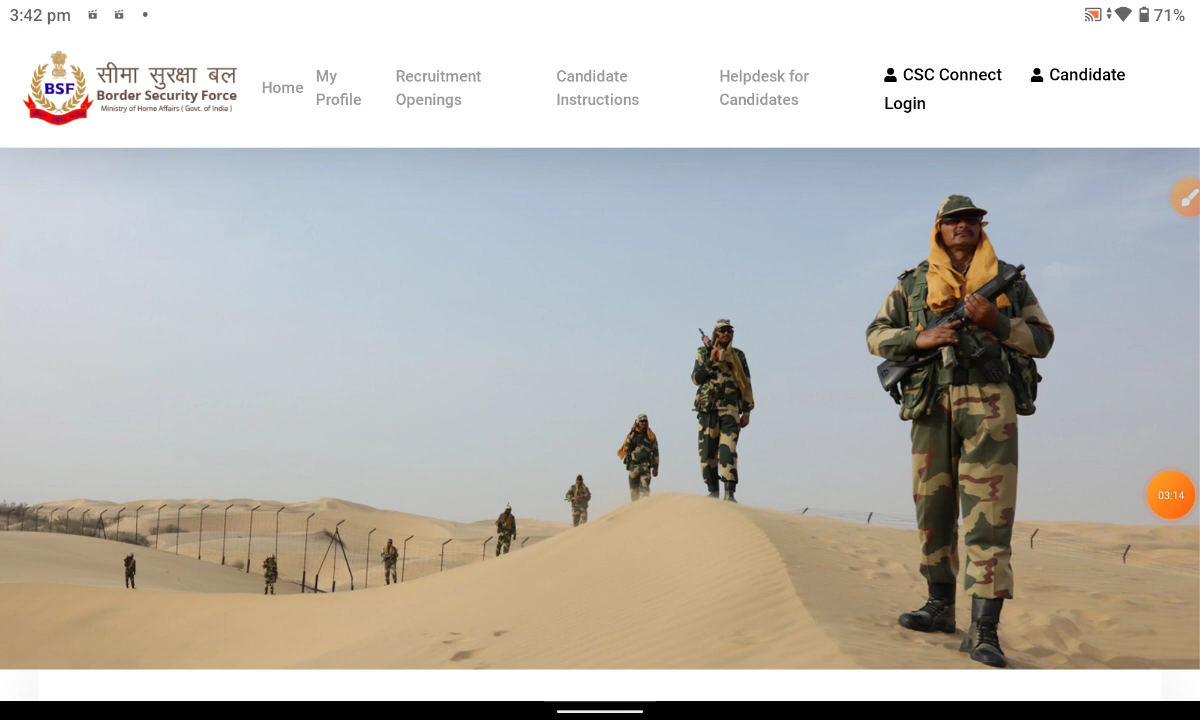 3:42 pm
71%
BSF
सीमा सुरक्षा बल
Border Security Force
Ministry of Home Affairs ( Govt. of India )
Home
My
Profile
Recruitment
Openings
Candidate
Instructions
Helpdesk for
Candidates
CSC Connect
Candidate
Login
03:14